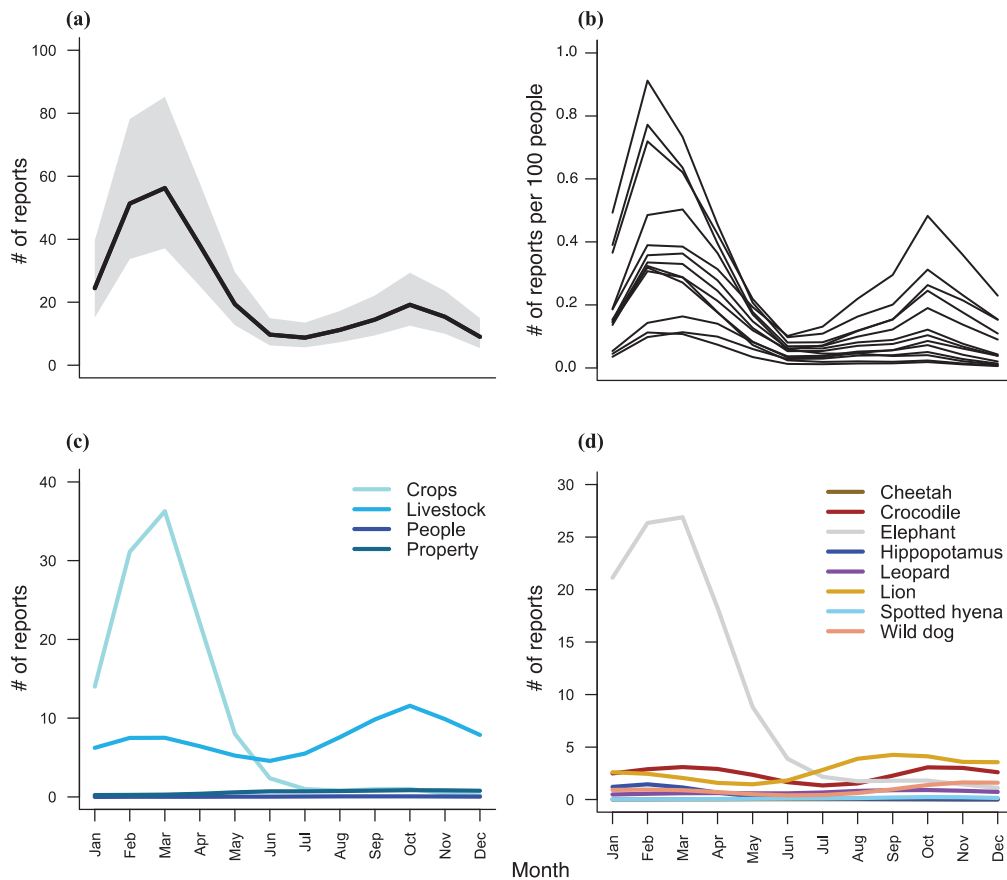 (a)
# of reports
100
80
60
40
20
0
(b)
# of reports per 100 people
1.0
0.8
0.6
0.4
0.2
0.0
(c)
# of reports
40
30
20
10
0
Crops
Livestock
People
Property
Jan
Feb
Mar
Apr
May
Jun
Jul
Aug
Sep
Oct
Nov
Dec
(d)
# of reports
30
25
20
15
10
5
0
Cheetah
Crocodile
Elephant
Hippopotamus
Leopard
Lion
Spotted hyena
Wild dog
Jan
Feb
Mar
Apr
May
Jun
Jul
Aug
Sep
Oct
Nov
Dec
Month